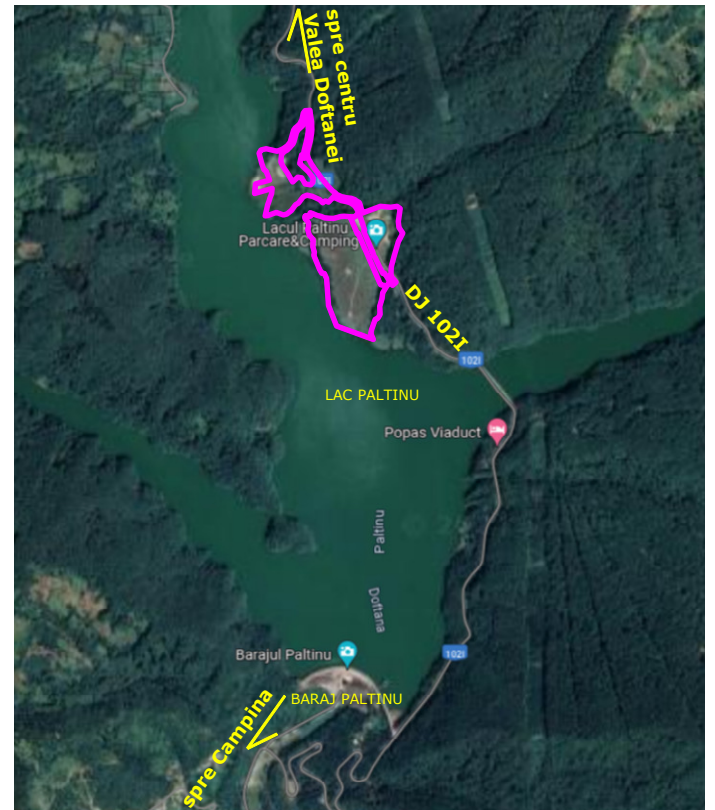 spre centru
Valea Doftanei
Lacul Paltinu
Parcare&Camping
DJ 102I
102I
LAC PALTINU
Popas Viaduct
Paltinu
Doftana
Barajul Paltinu
102I
BARAJ PALTINU
spre Campina